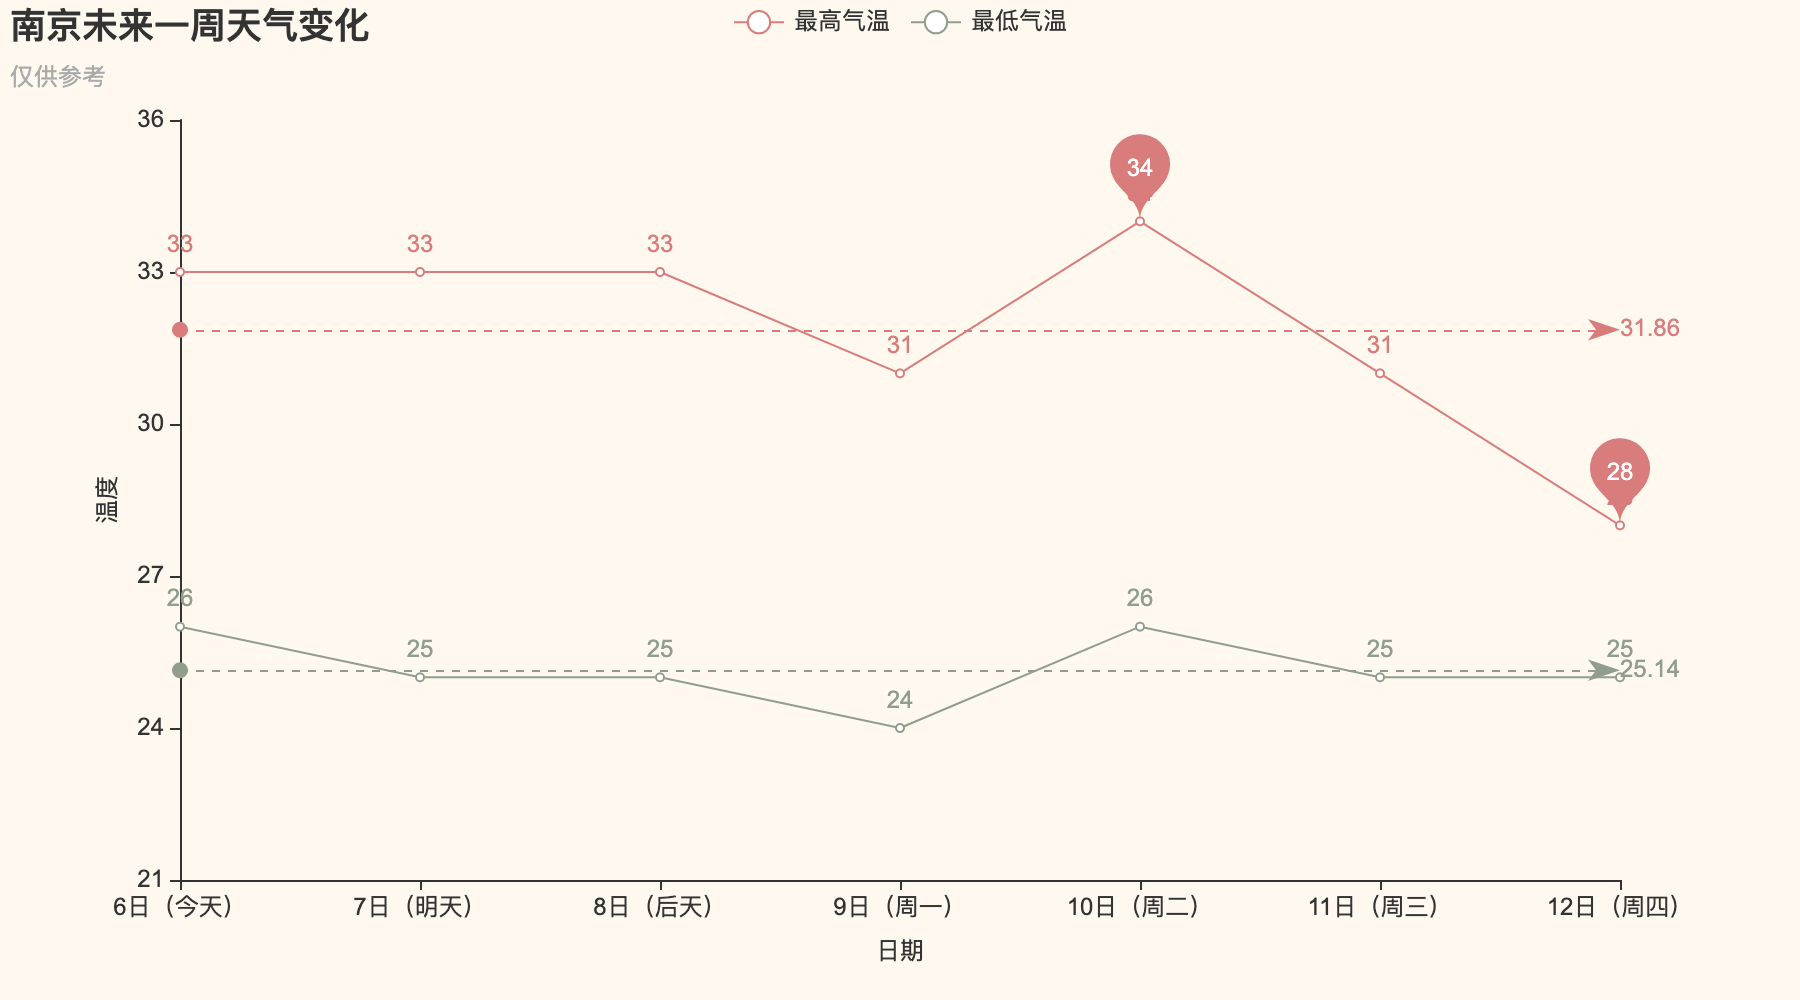 南京未来一周天气变化
仅供参考
最高气温
最低气温
36
33
30
27
24
21
温度
33
33
33
31
34
31
28
31.86
26
25
25
24
26
25
25
25.14
6日（今天）
7日（明天）
8日（后天）
9日（周一）
10日（周二）
11日（周三）
12日（周四）
日期